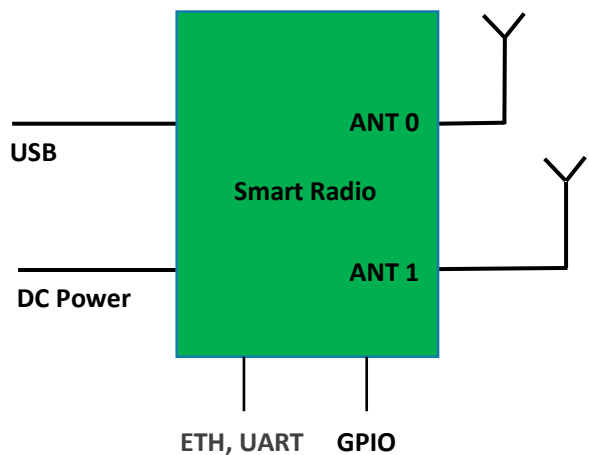 ANT 0
USB
Smart Radio
ANT 1
DC Power
ETH, UART GPIO